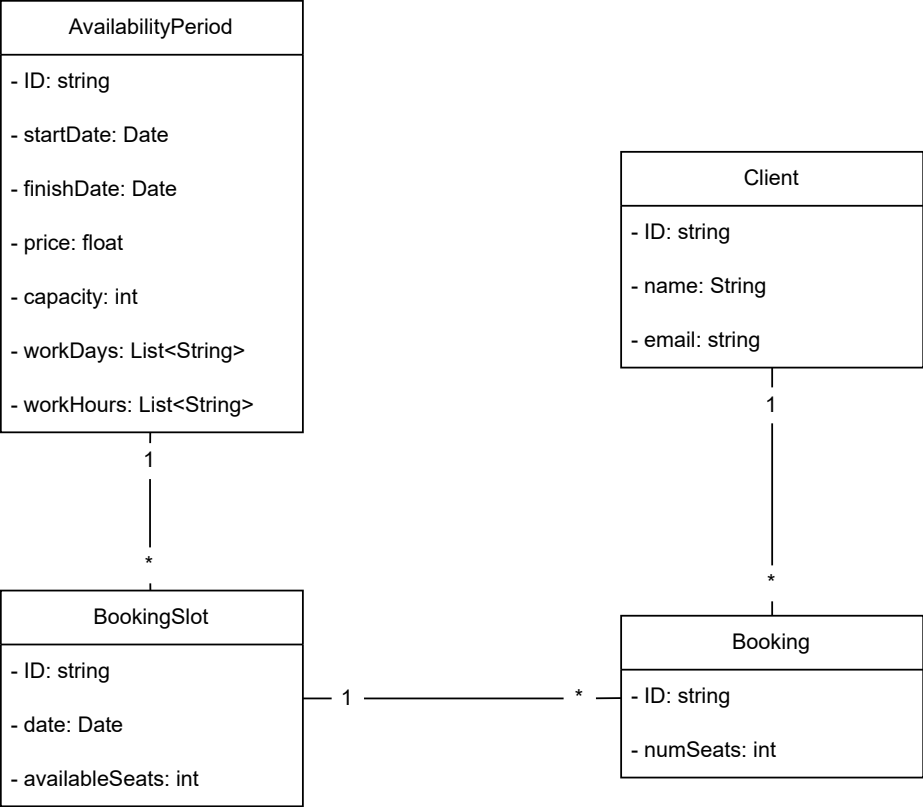 AvailabilityPeriod
- ID: string
- startDate: Date
- finishDate: Date
- price: float
- capacity: int
- workDays: List<String>
- workHours: List<String>
1
*
BookingSlot
- ID: string
- date: Date
- availableSeats: int
1
*
Client
- ID: string
- name: String
- email: string
1
*
Booking
- ID: string
- numSeats: int